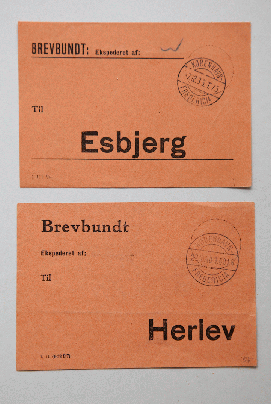 BREVBUNDT: Ekspederet af:
Til
Esbjerg
Brevbundt
Ekspederet af:
Til
Herlev